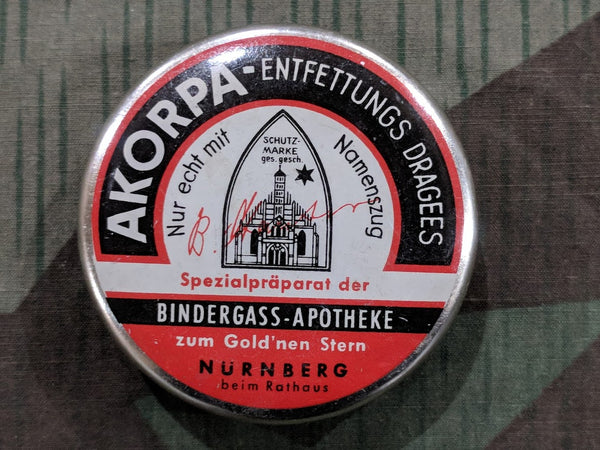 AKORPA-ENTFETTUNGS DRAGEES
Nur echt mit Namenszug
SCHUTZ-
MARKE
ges. gesch.
Spezialpräparat der
BINDERGASS-APOTHEKE
zum Gold'nen Stern
NÜRNBERG
beim Rathaus